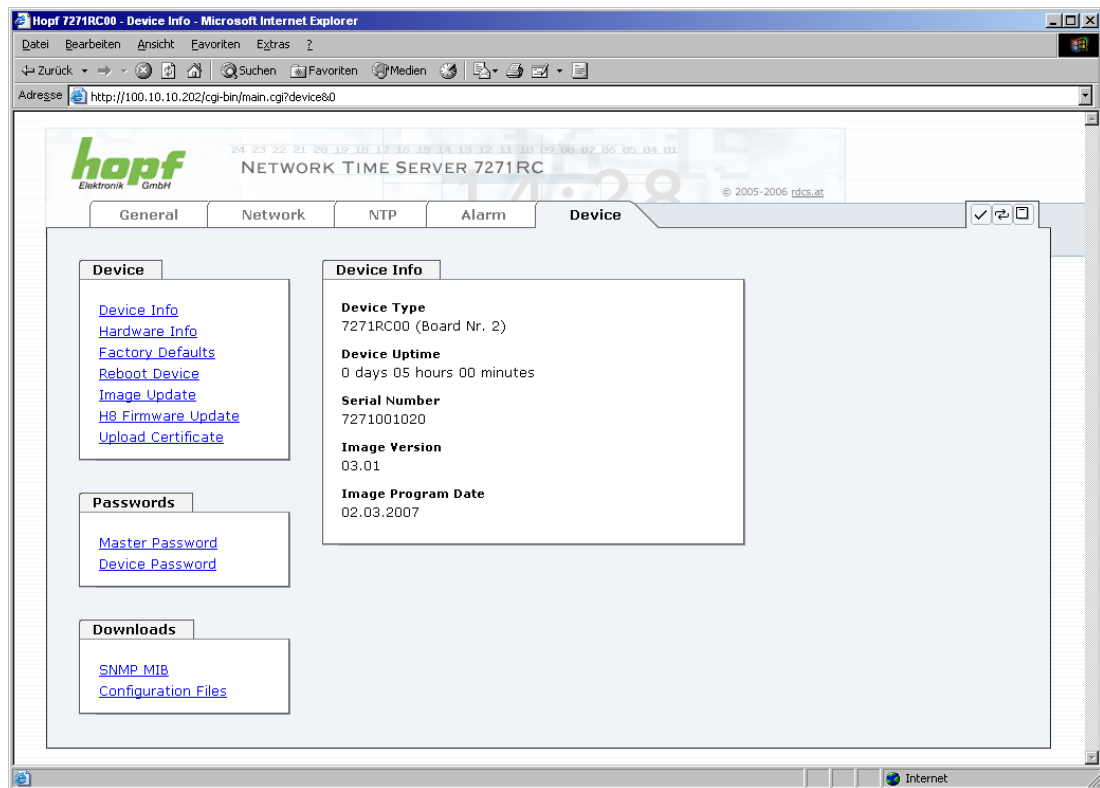 Hopf 7271RC00 - Device Info - Microsoft Internet Explorer
Datei Bearbeiten Ansicht Favoriten Extras ?
Zurück Suchen Favoriten Medien
Adresse http://100.10.10.202/cgi-bin/main.cgi?device&0
24 23 22 21 20 19 18 17 16 15 14 13 12 11 10 09 08 07 06 05 04 01
hopf
Elektronik GmbH
NETWORK TIME SERVER 7271RC
14:28
© 2005-2006 rdcs.at
General Network NTP Alarm Device
Device
Device Info
Hardware Info
Factory Defaults
Reboot Device
Image Update
H8 Firmware Update
Upload Certificate
Passwords
Master Password
Device Password
Downloads
SNMP MIB
Configuration Files
Device Info
Device Type
7271RC00 (Board Nr. 2)
Device Uptime
0 days 05 hours 00 minutes
Serial Number
7271001020
Image Version
03.01
Image Program Date
02.03.2007
Internet